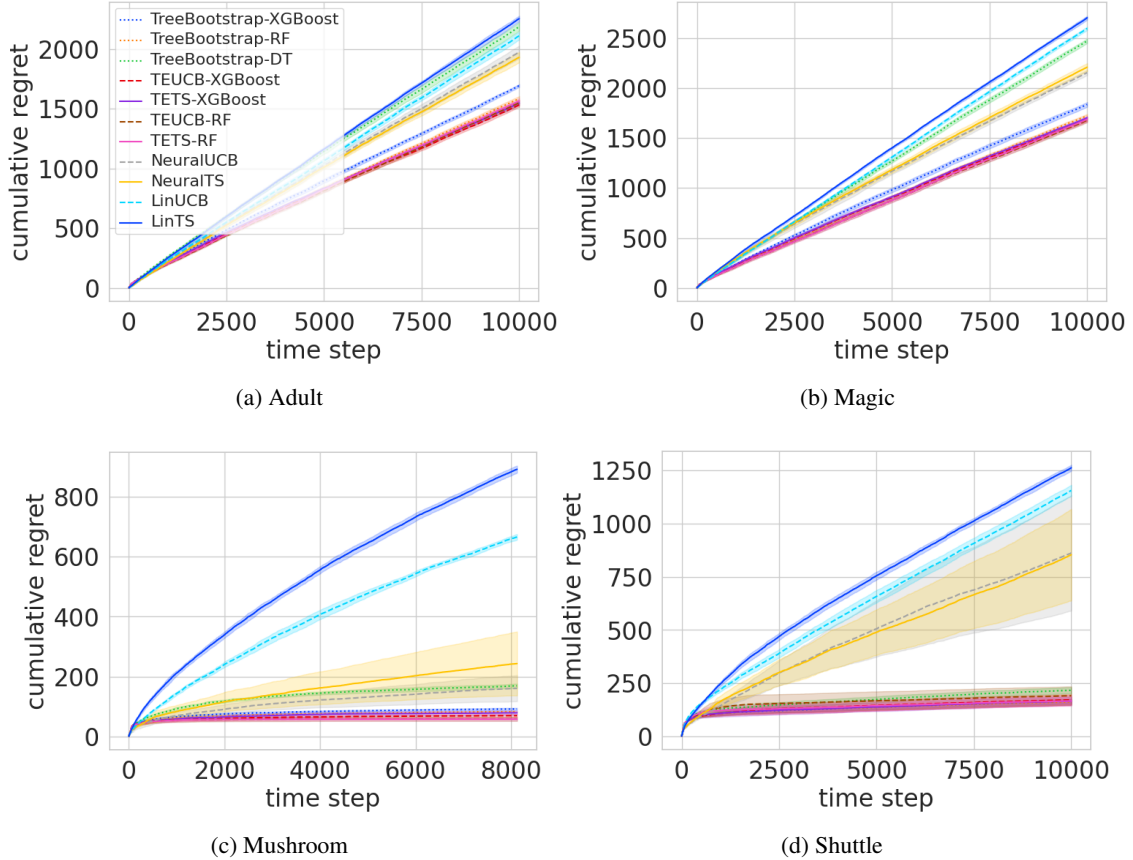 2000
1500
1000
500
0
cumulative regret
TreeBootstrap-XGBoost
TreeBootstrap-RF
TreeBootstrap-DT
TEUCB-XGBoost
TETS-XGBoost
TEUCB-RF
TETS-RF
NeuralUCB
NeuralTS
LinUCB
LinTS
0 2500 5000 7500 10000
time step
(a) Adult
2500
2000
1500
1000
500
0
cumulative regret
0 2500 5000 7500 10000
time step
(b) Magic
800
600
400
200
0
cumulative regret
0 2000 4000 6000 8000
time step
(c) Mushroom
1250
1000
750
500
250
0
cumulative regret
0 2500 5000 7500 10000
time step
(d) Shuttle